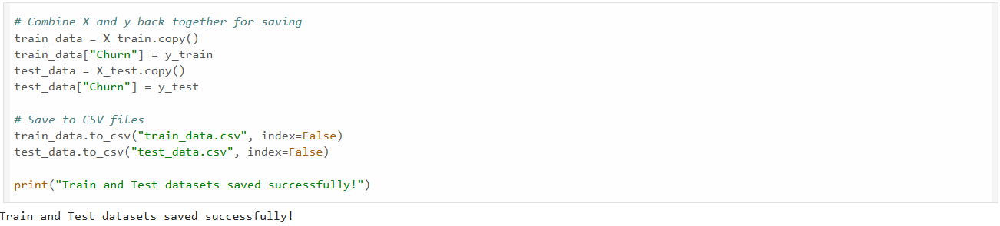 # Combine X and y back together for saving
train_data = X_train.copy()
train_data["Churn"] = y_train
test_data = X_test.copy()
test_data["Churn"] = y_test
# Save to CSV files
train_data.to_csv("train_data.csv", index=False)
test_data.to_csv("test_data.csv", index=False)
print("Train and Test datasets saved successfully!")
Train and Test datasets saved successfully!